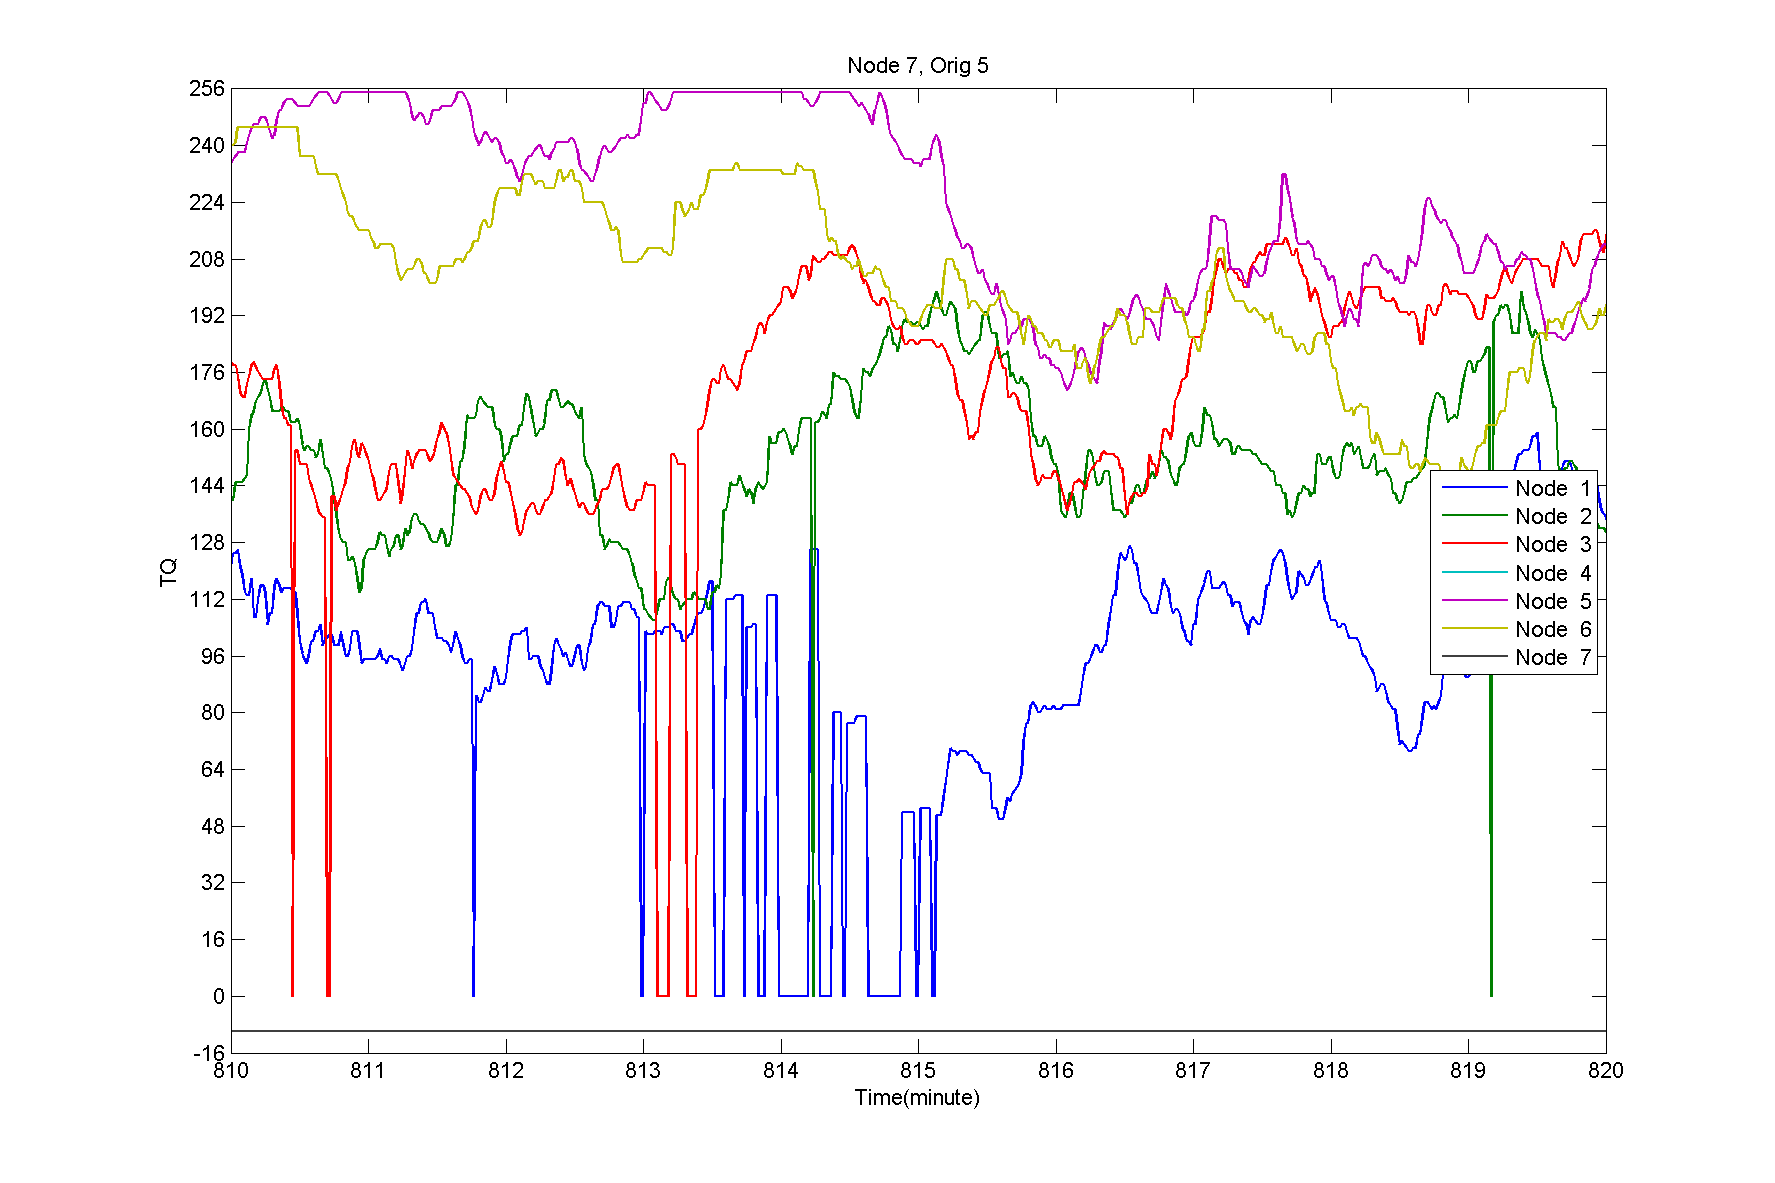 Node 7, Orig 5
256
240
224
208
192
176
160
144
128
112
96
80
64
48
32
16
0
-16
TQ
810 811 812 813 814 815 816 817 818 819 820
Time(minute)
Node 1
Node 2
Node 3
Node 4
Node 5
Node 6
Node 7